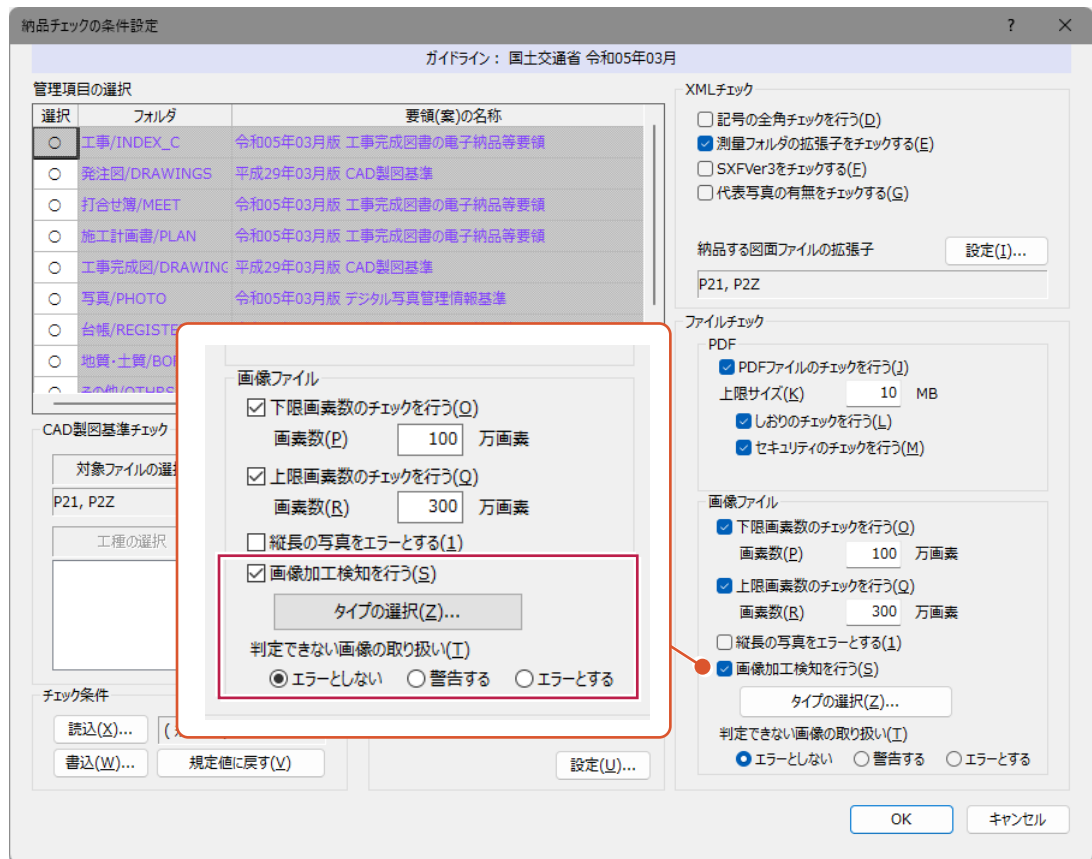 納品チェックの条件設定
? ×
ガイドライン： 国土交通省 令和05年03月
管理項目の選択
選択 フォルダ 要領(案)の名称
○ 工事/INDEX_C 令和05年03月版 工事完成図書の電子納品等要領
○ 発注図/DRAWINGS 平成29年03月版 CAD製図基準
○ 打合せ簿/MEET 令和05年03月版 工事完成図書の電子納品等要領
○ 施工計画書/PLAN 令和05年03月版 工事完成図書の電子納品等要領
○ 工事完成図/DRAWING 平成29年03月版 CAD製図基準
○ 写真/PHOTO 令和05年03月版 デジタル写真管理情報基準
○ 台帳/REGISTE
○ 地質・土質/BOR
○ その他/OTHRS
CAD製図基準チェック
対象ファイルの選
P21, P2Z
工種の選択
チェック条件
読込(X)...
書込(W)... 規定値に戻す(V)
設定(U)...
画像ファイル
下限画素数のチェックを行う(O)
画素数(P) 100 万画素
上限画素数のチェックを行う(Q)
画素数(R) 300 万画素
縦長の写真をエラーとする(1)
画像加工検知を行う(S)
タイプの選択(Z)...
判定できない画像の取り扱い(T)
エラーとしない 警告する エラーとする
XMLチェック
記号の全角チェックを行う(D)
測量フォルダの拡張子をチェックする(E)
SXFVer3をチェックする(F)
代表写真の有無をチェックする(G)
納品する図面ファイルの拡張子 設定(I)...
P21, P2Z
ファイルチェック
PDF
PDFファイルのチェックを行う(J)
上限サイズ(K) 10 MB
しおりのチェックを行う(L)
セキュリティのチェックを行う(M)
画像ファイル
下限画素数のチェックを行う(O)
画素数(P) 100 万画素
上限画素数のチェックを行う(Q)
画素数(R) 300 万画素
縦長の写真をエラーとする(1)
画像加工検知を行う(S)
タイプの選択(Z)...
判定できない画像の取り扱い(T)
エラーとしない 警告する エラーとする
OK キャンセル